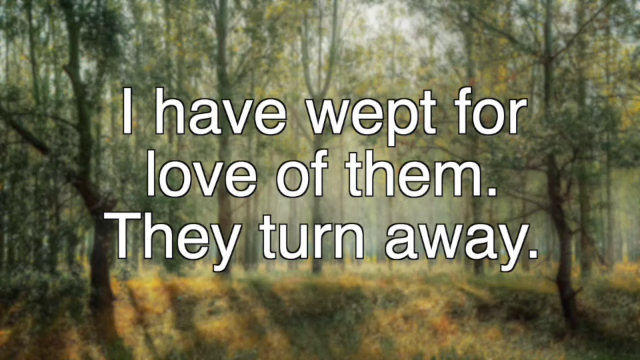 I have wept for
love of them.
They turn away.